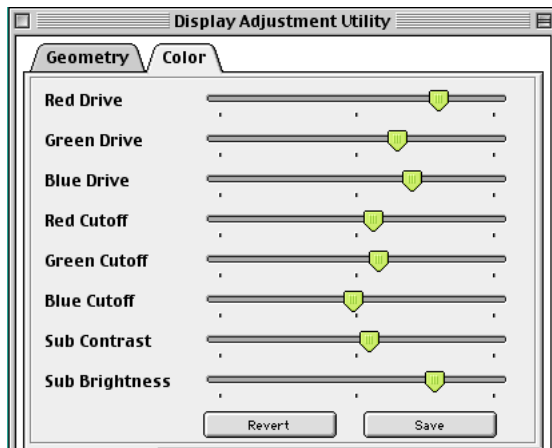 Display Adjustment Utility
Geometry Color
Red Drive
Green Drive
Blue Drive
Red Cutoff
Green Cutoff
Blue Cutoff
Sub Contrast
Sub Brightness
Revert Save